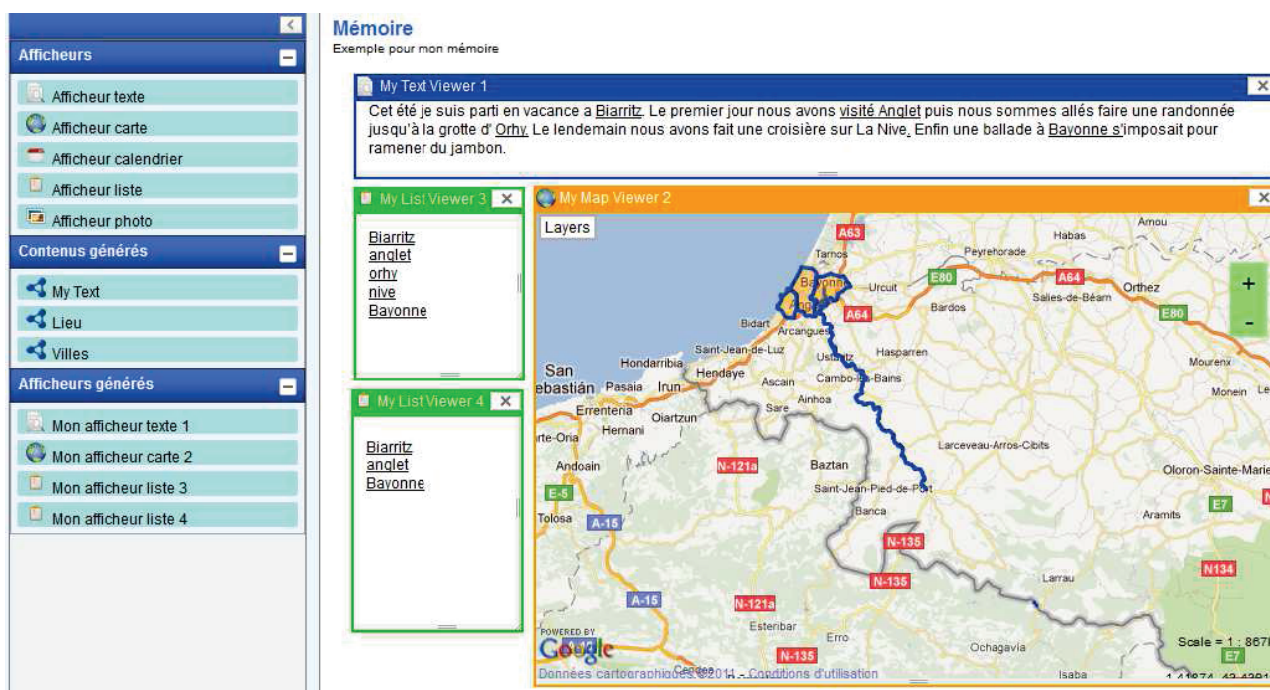 Afficheurs
Afficheur texte
Afficheur carte
Afficheur calendrier
Afficheur liste
Afficheur photo
Contenus générés
My Text
Lieu
Villes
Afficheurs générés
Mon afficheur texte 1
Mon afficheur carte 2
Mon afficheur liste 3
Mon afficheur liste 4
Mémoire
Exemple pour mon mémoire
My Text Viewer 1
Cet été je suis parti en vacance a Biarritz. Le premier jour nous avons visité Anglet puis nous sommes allés faire une randonnée
jusqu'à la grotte d' Orhy. Le lendemain nous avons fait une croisière sur La Nive. Enfin une ballade à Bayonne s'imposait pour
ramener du jambon.
My List Viewer 3
Biarritz
anglet
orhy
nive
Bayonne
My List Viewer 4
Biarritz
anglet
Bayonne
My Map Viewer 2
Layers
A63
Arnou
Habas
Tarnos
Peyrehorade
Bayonne
Urcuit
E80
A64
Orthez
Salies-de-Béarn
Bardos
E80
A64
Bidart
Arcangues
+
-
Saint-Jean-de-Luz
Hasparren
Mourenx
Hondarribia
Hendaye
San
ebastián
Pasaia
Irun
Ascain
Cambo-les-Bains
Monein
Ainhoa
Errenteria
Oiartzun
Sare
Hernani
rte-Oria
Larceveau-Arros-Cibits
Andoain
N-121a
Baztan
Oloron-Sainte-Marie
E-5
Saint-Jean-Pied-de-Port
E7
Tolosa
A-15
Banca
Aramits
N-135
N-135
Larrau
N134
A-15
N-121a
Esteribar
Erro
Ochagavía
Scale = 1 : 867k
POWERED BY
Google
N-135
E7
Données cartographiques ©2011 - Conditions d'utilisation
Isaba